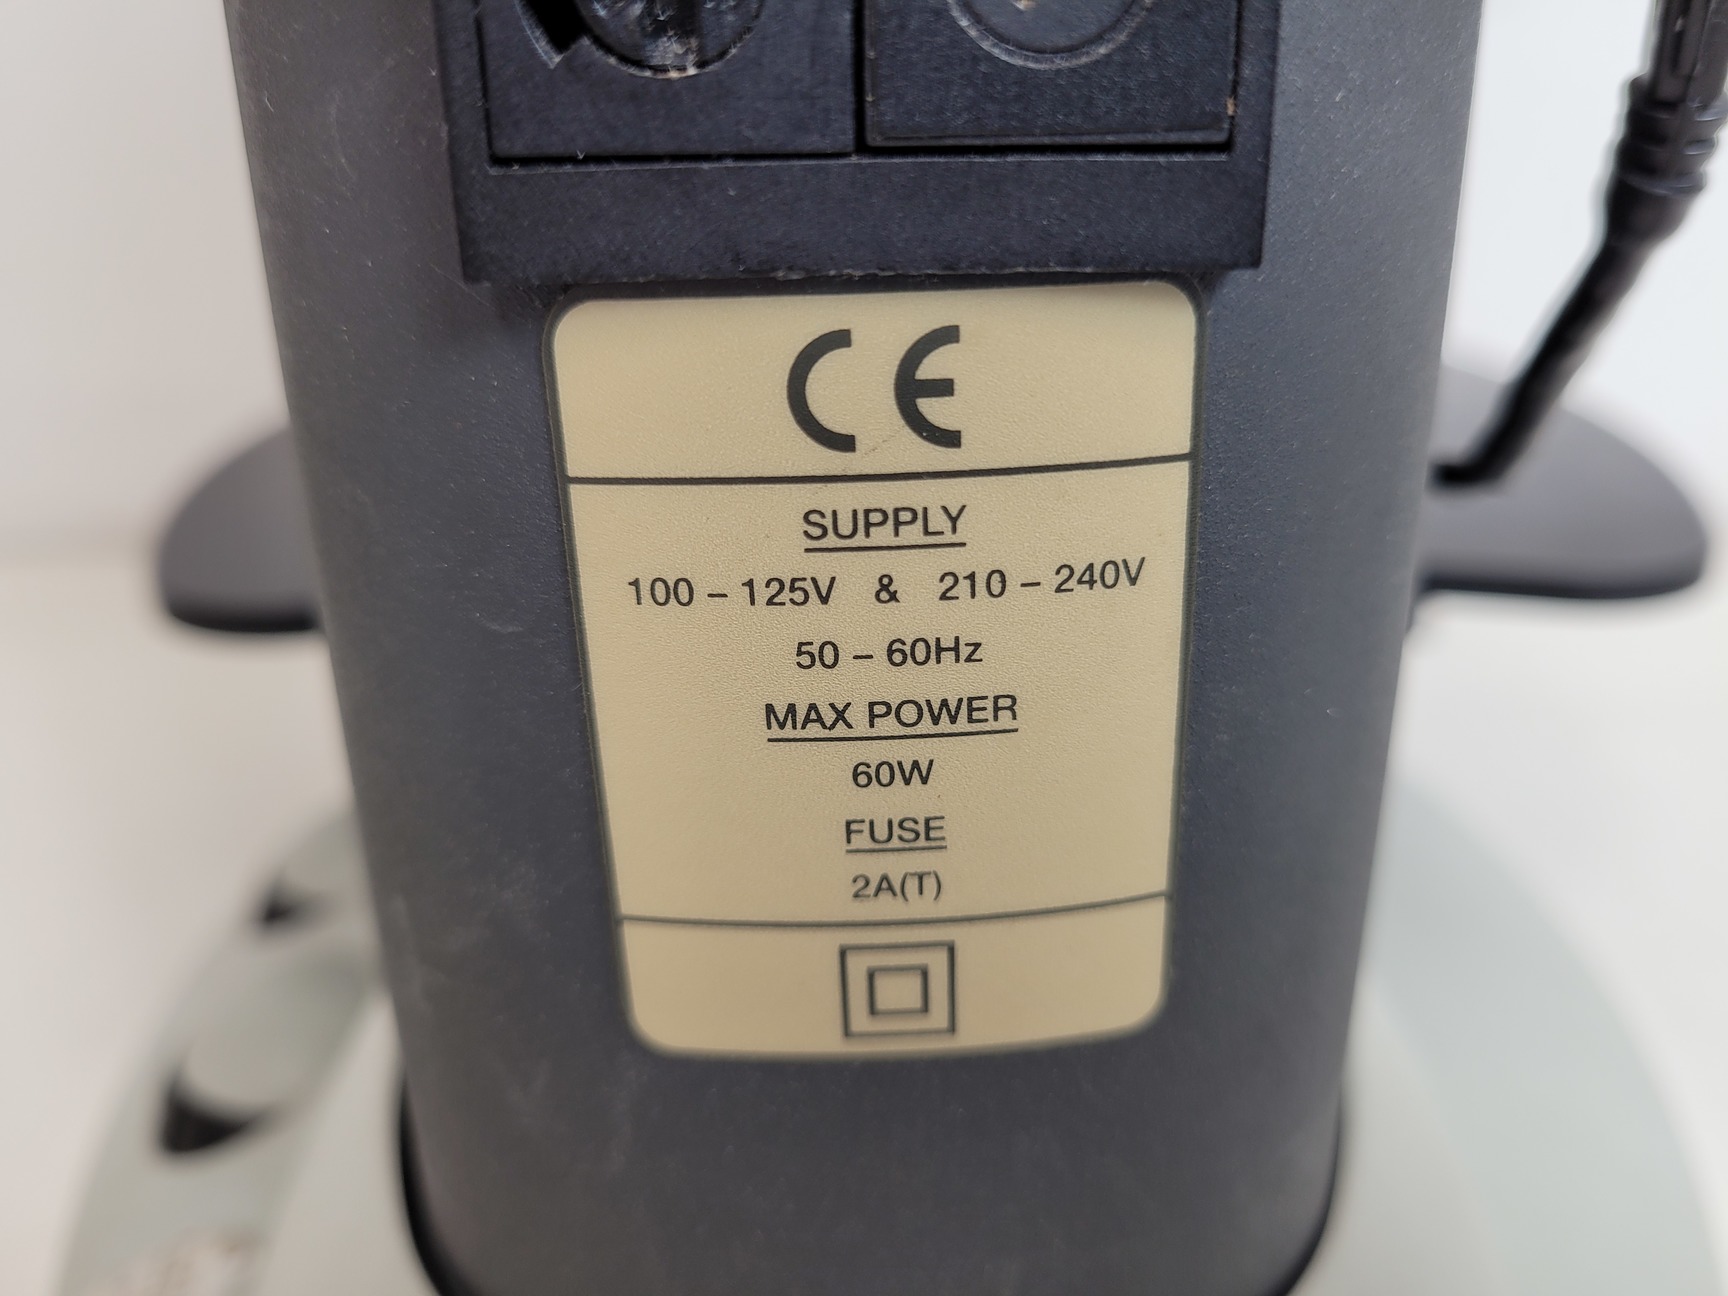 CE
SUPPLY
100 – 125V & 210 – 240V
50 – 60Hz
MAX POWER
60W
FUSE
2A(T)